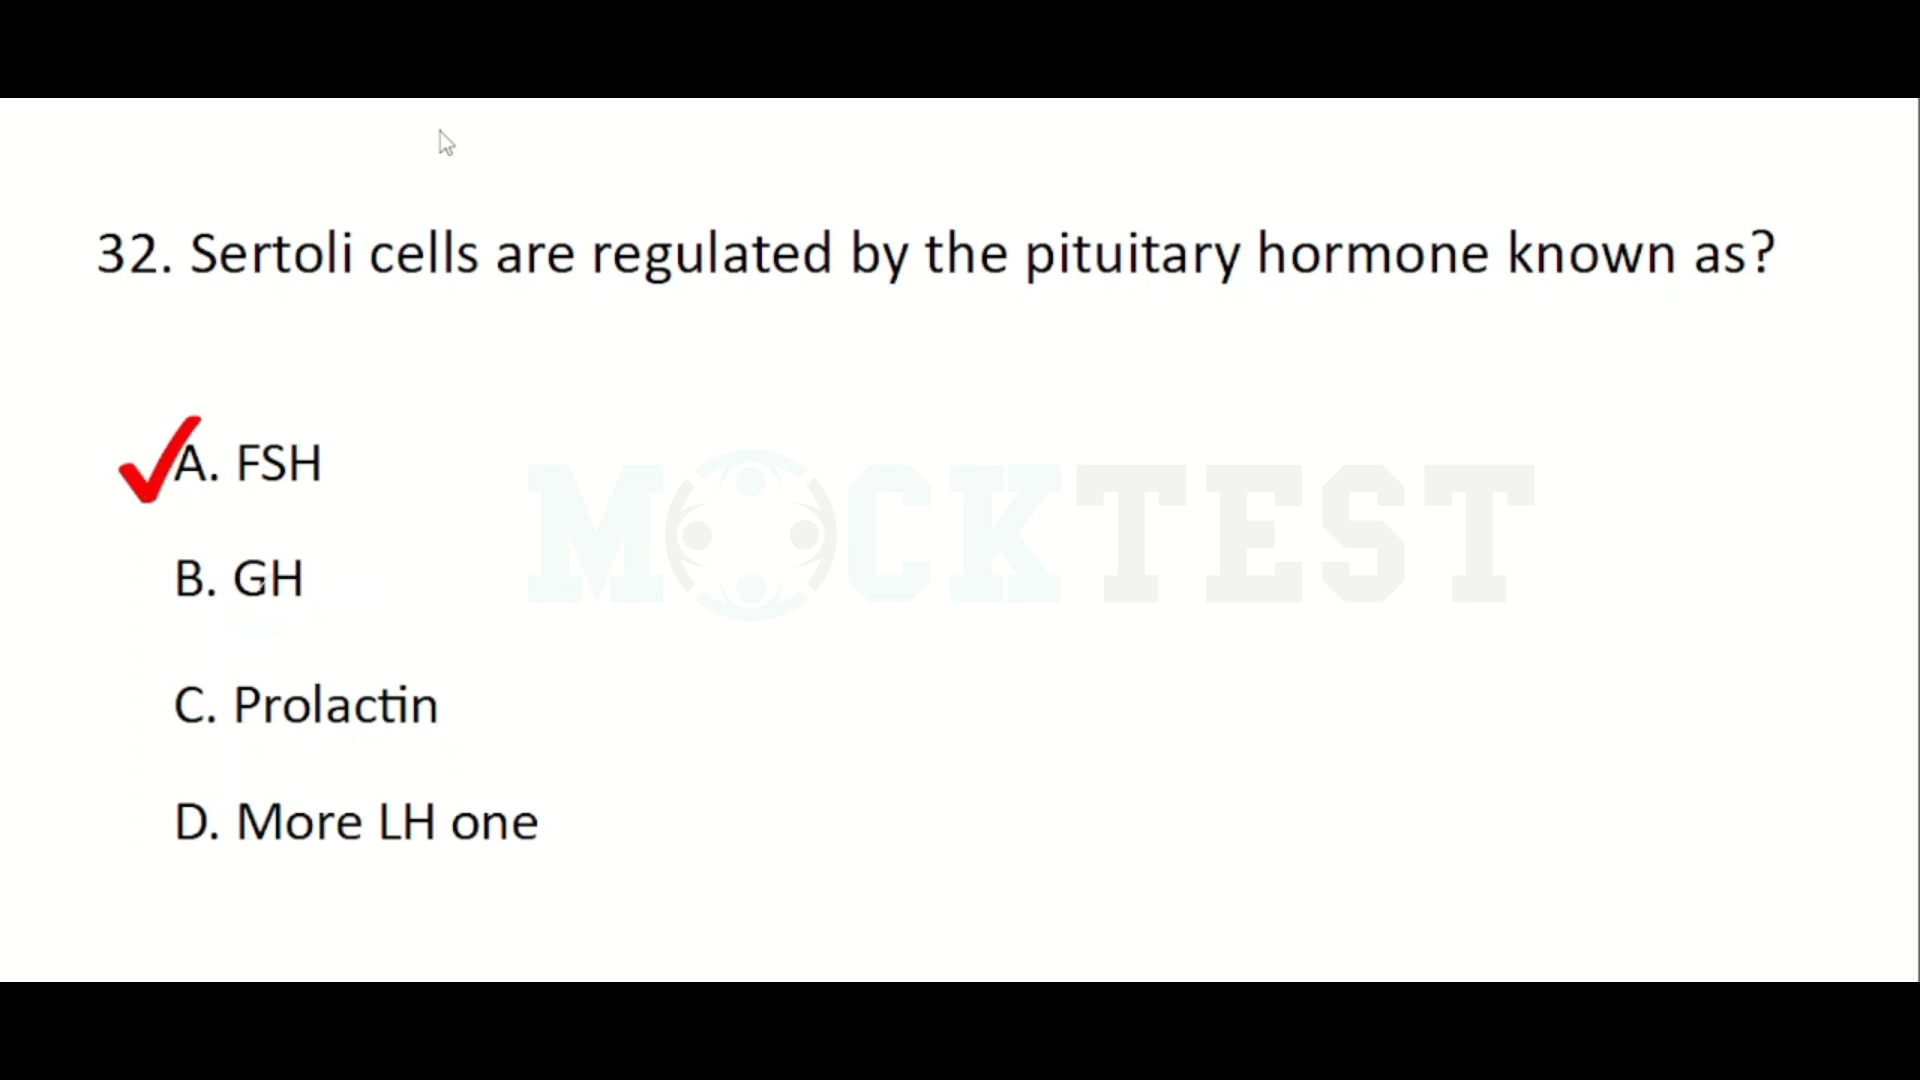 32. Sertoli cells are regulated by the pituitary hormone known as?
A. FSH
MOCKTEST
B. GH
C. Prolactin
D. More LH one